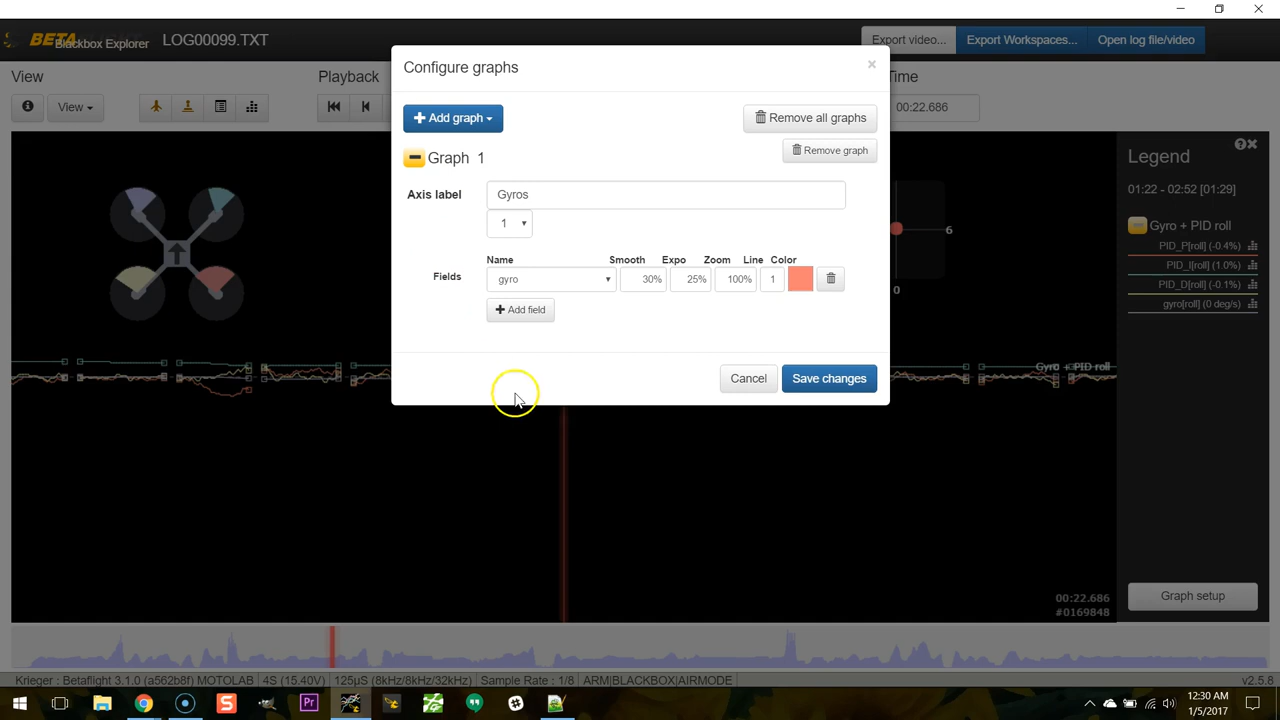 BETAFLIGHT
Blackbox Explorer
LOG00099.TXT
Export video...
Export Workspaces...
Open log file/video
View
Playback
Time
View
00:22.686
Configure graphs
×
Add graph
Remove all graphs
Graph 1
Remove graph
Axis label
Gyros
1
Name Smooth Expo Zoom Line Color
Fields
gyro 30% 25% 100% 1
Add field
Cancel
Save changes
6
0
Legend
01:22 - 02:52 [01:29]
Gyro + PID roll
PID_P[roll] (-0.4%)
PID_I[roll] (1.0%)
PID_D[roll] (-0.1%)
gyro[roll] (0 deg/s)
Gyro + PID roll
00:22.686
#0169848
Graph setup
Krieger : Betaflight 3.1.0 (a562b8f) MOTOLAB 4S (15.40V) 125µS (8kHz/8kHz/32kHz) Sample Rate : 1/8 ARM|BLACKBOX|AIRMODE
v2.5.8
Pr
12:30 AM
1/5/2017